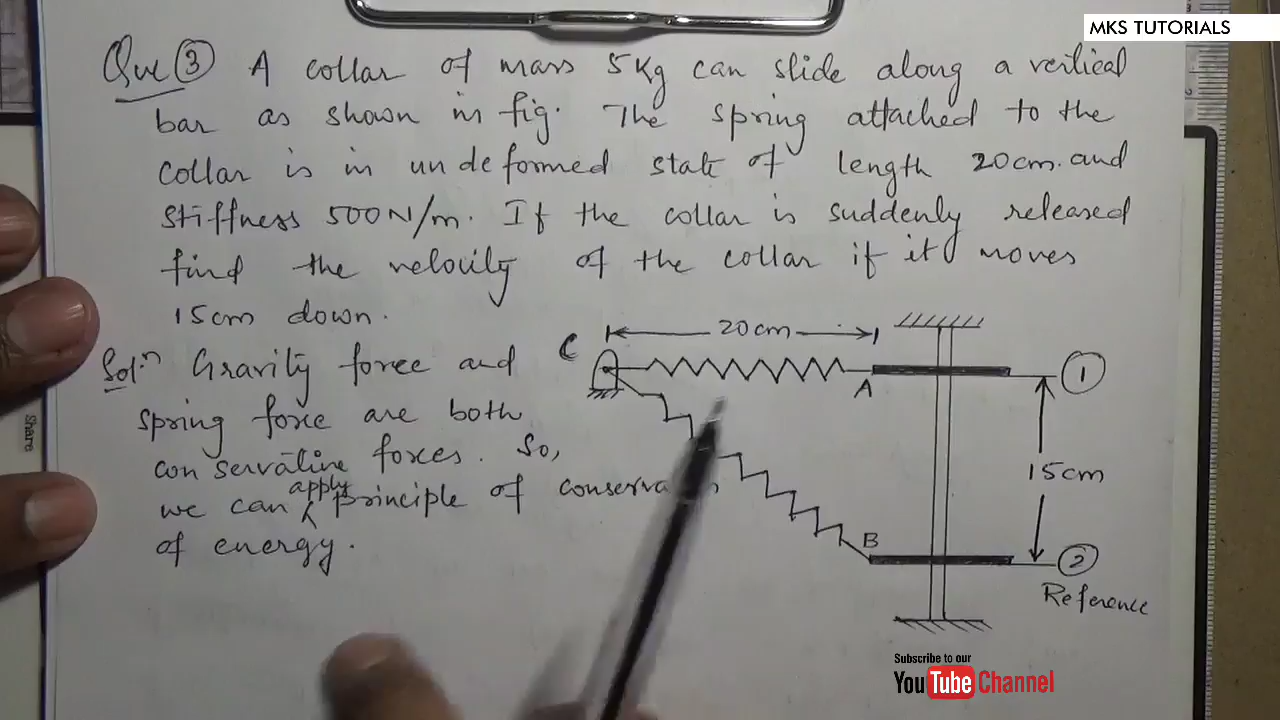 MKS TUTORIALS
Que ③ A collar of mass 5Kg can slide along a vertical
bar as shown in fig. The spring attached to the
collar is in undeformed state of length 20cm. and
stiffness 500N/m. If the collar is suddenly released
find the velocity of the collar if it moves
15cm down.
Solⁿ: Gravity force and
spring force are both
conservative forces. So,
we can apply principle of
of energy.
C
20cm
A
①
15cm
B
②
Reference
Share
Subscribe to our
YouTube Channel